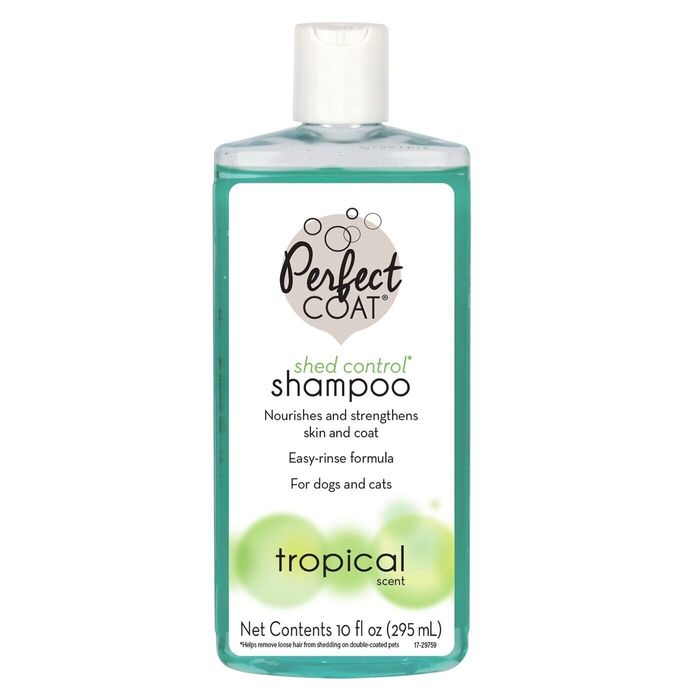 Perfect
COAT®
shed control*
shampoo
Nourishes and strengthens
skin and coat
Easy-rinse formula
For dogs and cats
tropical
scent
Net Contents 10 fl oz (295 mL)
*Helps remove loose hair from shedding on double-coated pets 17-29759